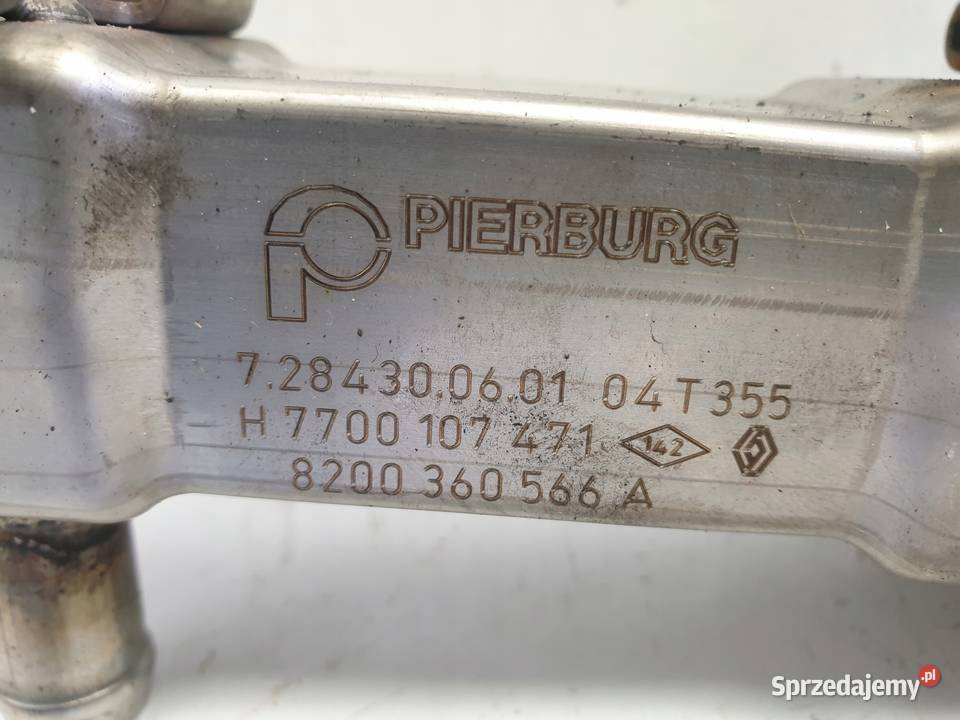 PIERBURG
7.28430.06.01 04T355
H 7700 107 471 142
8200 360 566 A
Sprzedajemy.pl